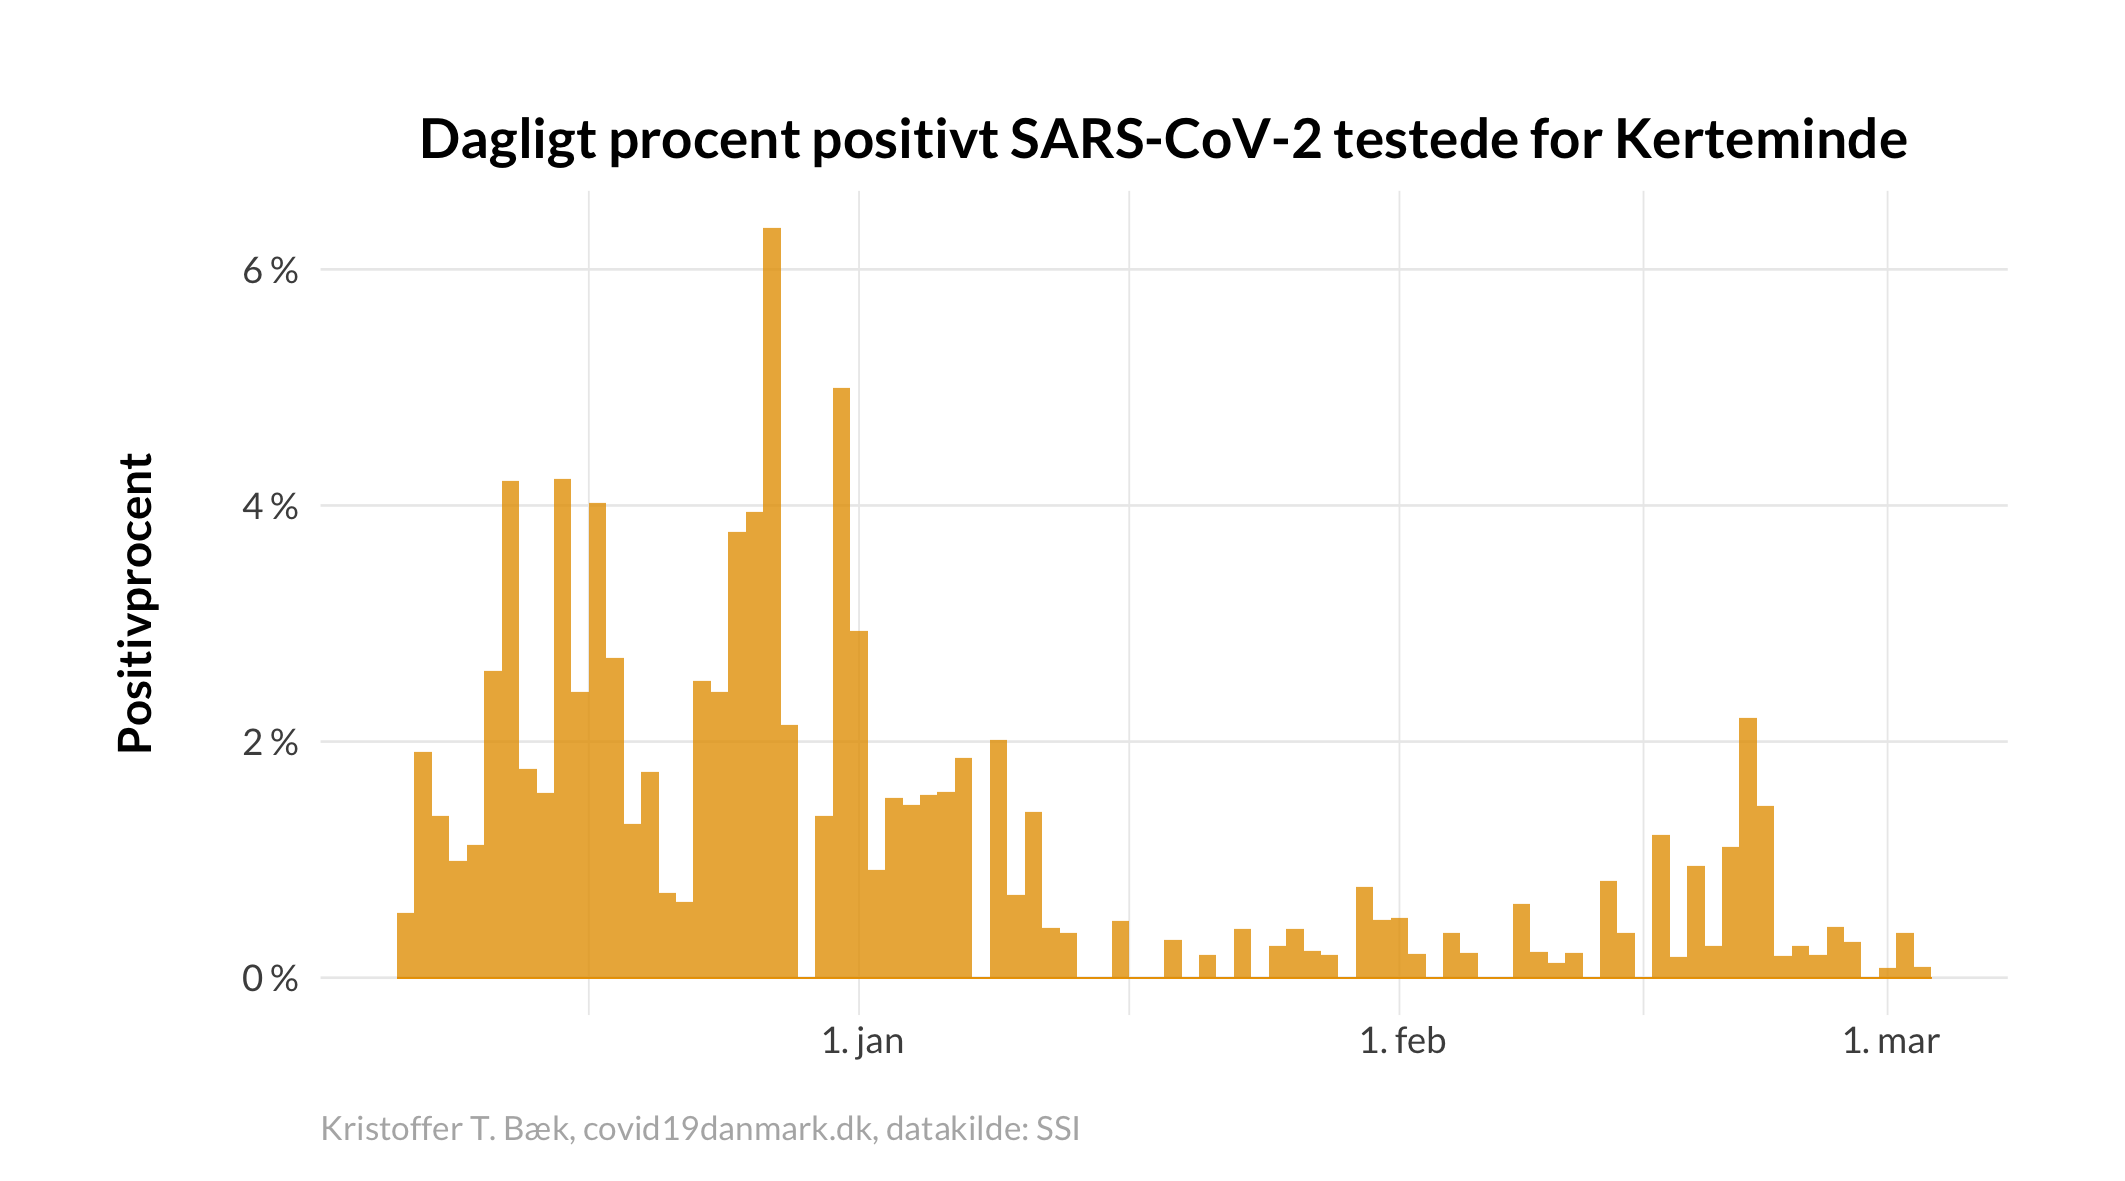 Dagligt procent positivt SARS-CoV-2 testede for Kerteminde
Positivprocent
6 %
4 %
2 %
0 %
1. jan
1. feb
1. mar
Kristoffer T. Bæk, covid19danmark.dk, datakilde: SSI